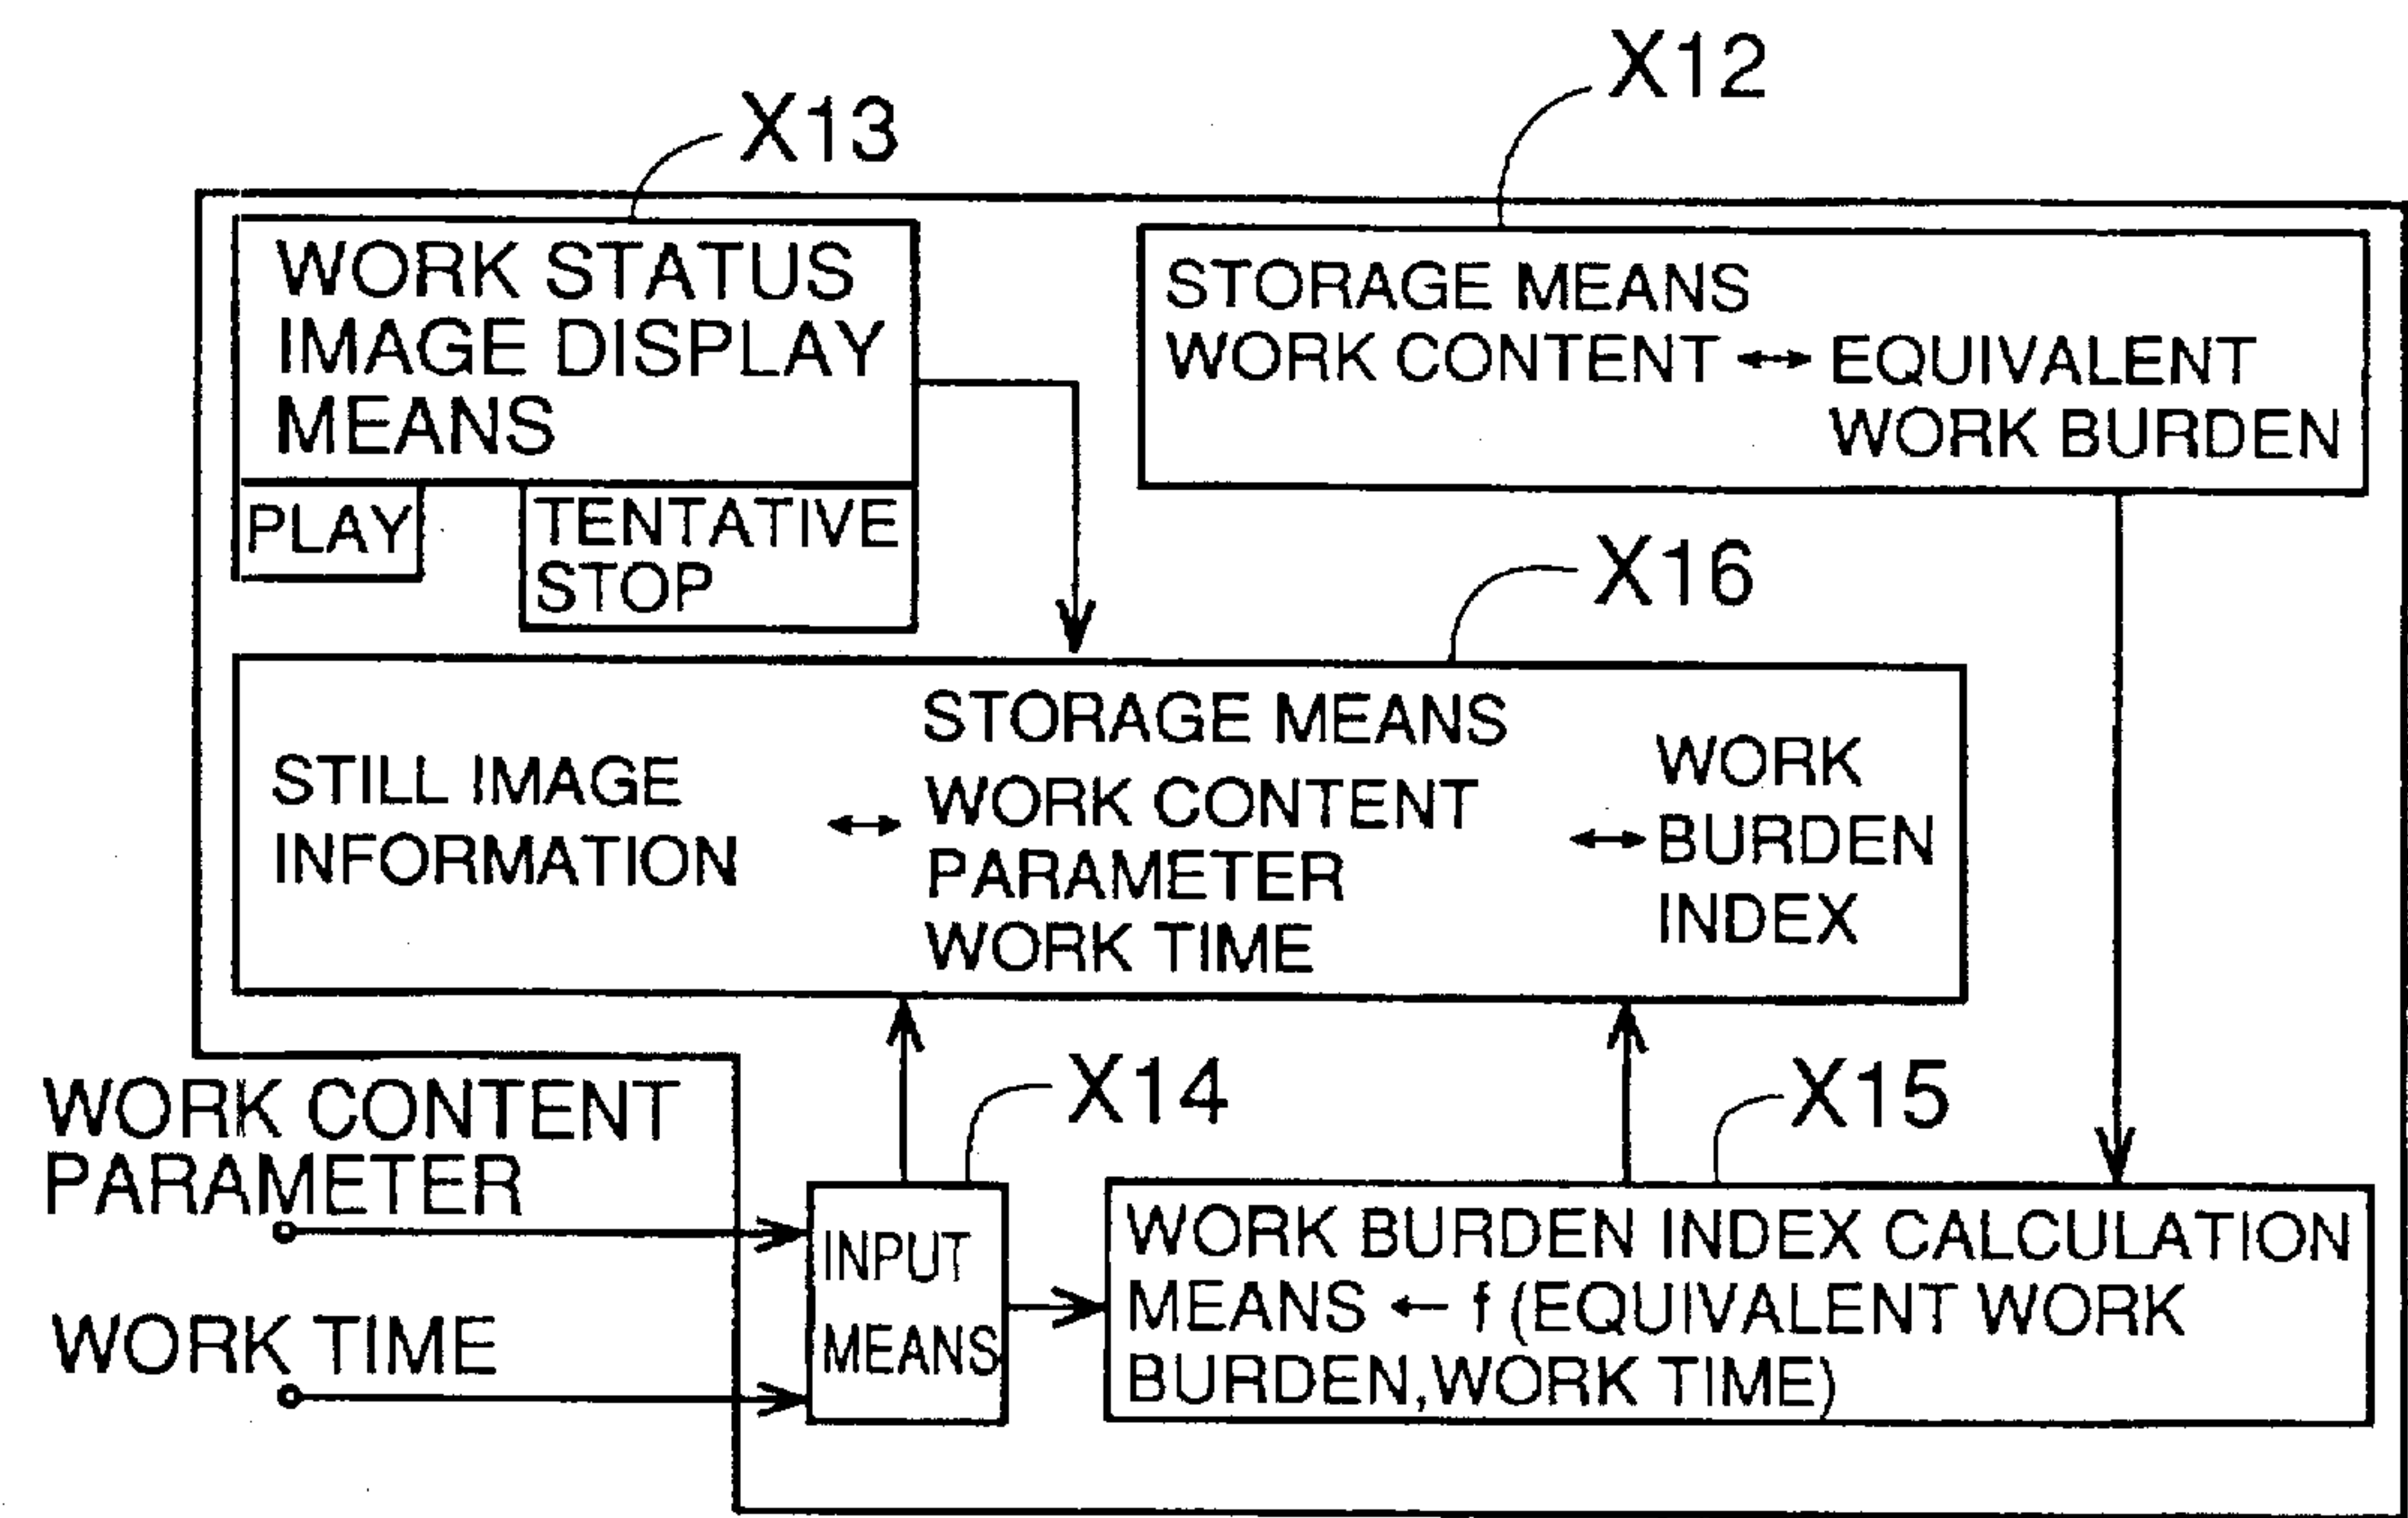 X12
X13
WORK STATUS
IMAGE DISPLAY
MEANS
PLAY
TENTATIVE
STOP
STORAGE MEANS
WORK CONTENT ↔ EQUIVALENT
WORK BURDEN
X16
STILL IMAGE
INFORMATION
↔
STORAGE MEANS
WORK CONTENT
PARAMETER
WORK TIME
↔
WORK
BURDEN
INDEX
WORK CONTENT
PARAMETER
WORK TIME
X14
INPUT
MEANS
X15
WORK BURDEN INDEX CALCULATION
MEANS ← f (EQUIVALENT WORK
BURDEN,WORK TIME)